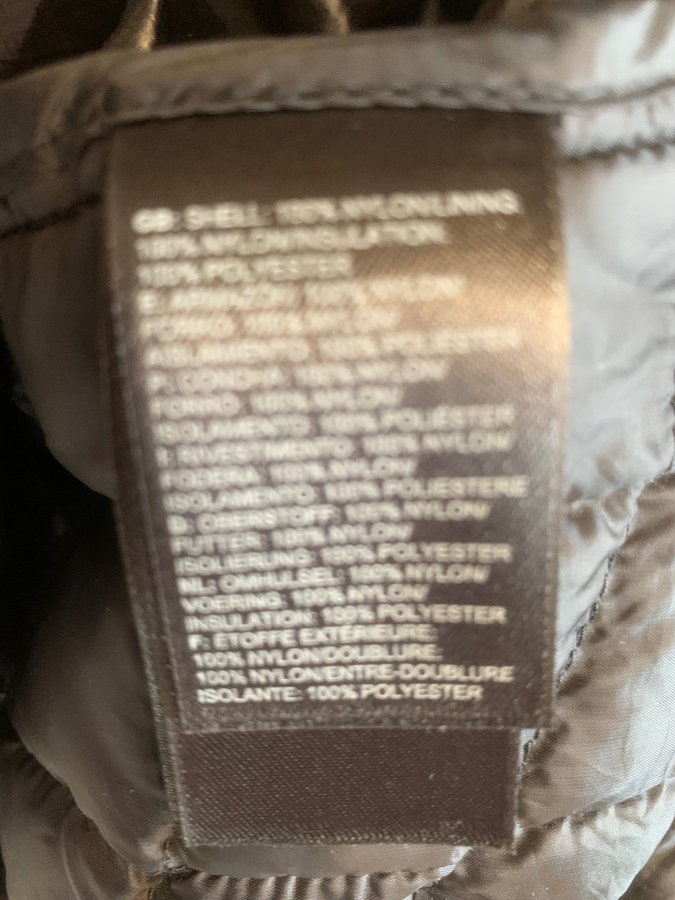 GB: SHELL: 100% NYLON/LINING:
100% NYLON/INSULATION:
100% POLYESTER
E: ARMAZÓN: 100% NYLON/
FORRO: 100% NYLON/
AISLAMIENTO: 100% POLIÉSTER
P: CONCHA: 100% NYLON/
FORRO: 100% NYLON/
ISOLAMENTO: 100% POLIÉSTER
I: RIVESTIMENTO: 100% NYLON/
FODERA: 100% NYLON/
ISOLAMENTO: 100% POLIESTERE
D: OBERSTOFF: 100% NYLON/
FUTTER: 100% NYLON/
ISOLIERUNG: 100% POLYESTER
NL: OMHULSEL: 100% NYLON/
VOERING: 100% NYLON/
INSULATION: 100% POLYESTER
F: ÉTOFFE EXTÉRIEURE:
100% NYLON/DOUBLURE:
100% NYLON/ENTRE-DOUBLURE
ISOLANTE: 100% POLYESTER